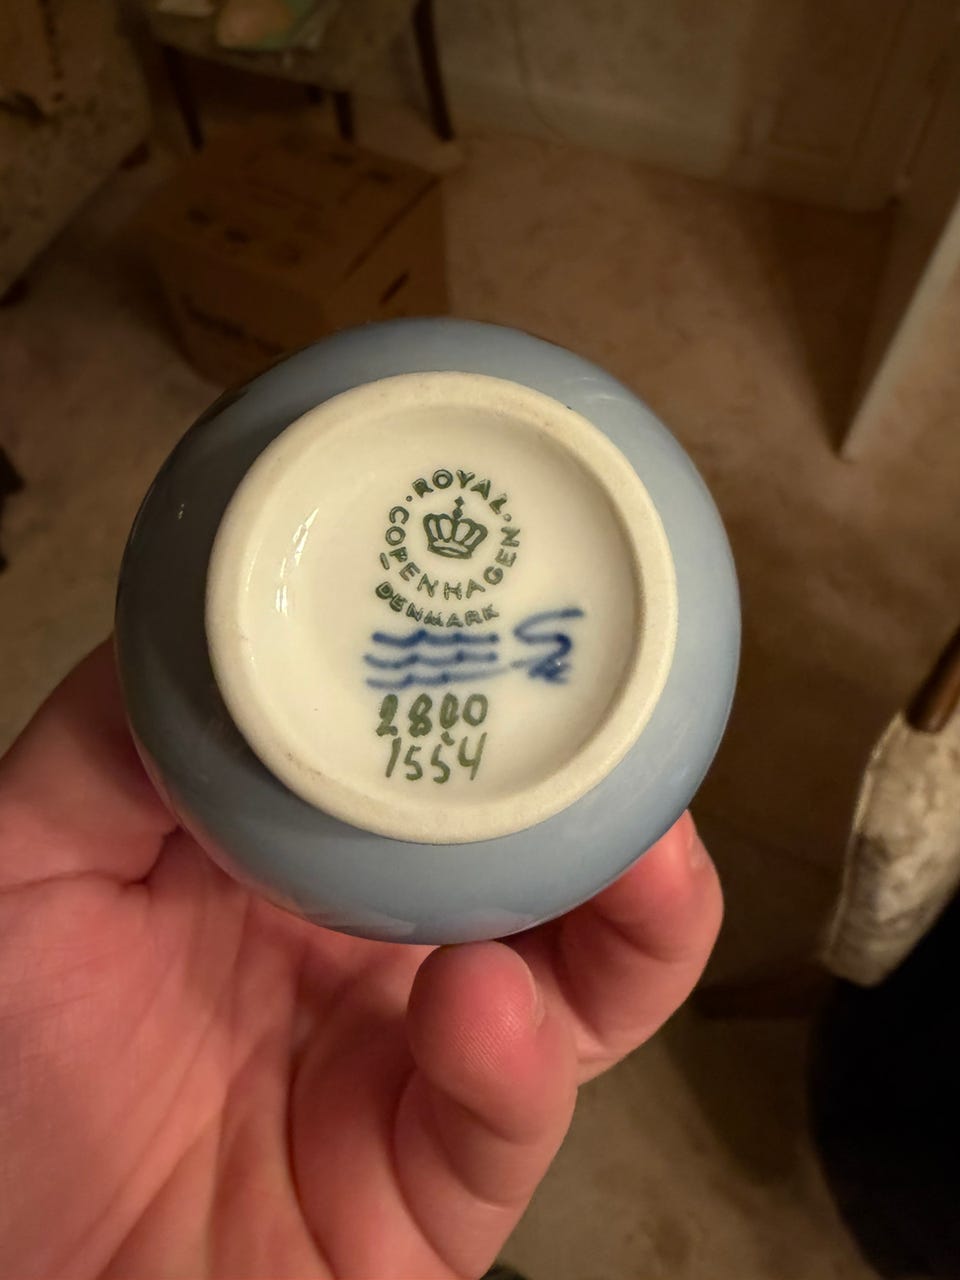 ROYAL COPENHAGEN
DENMARK
2800
1554